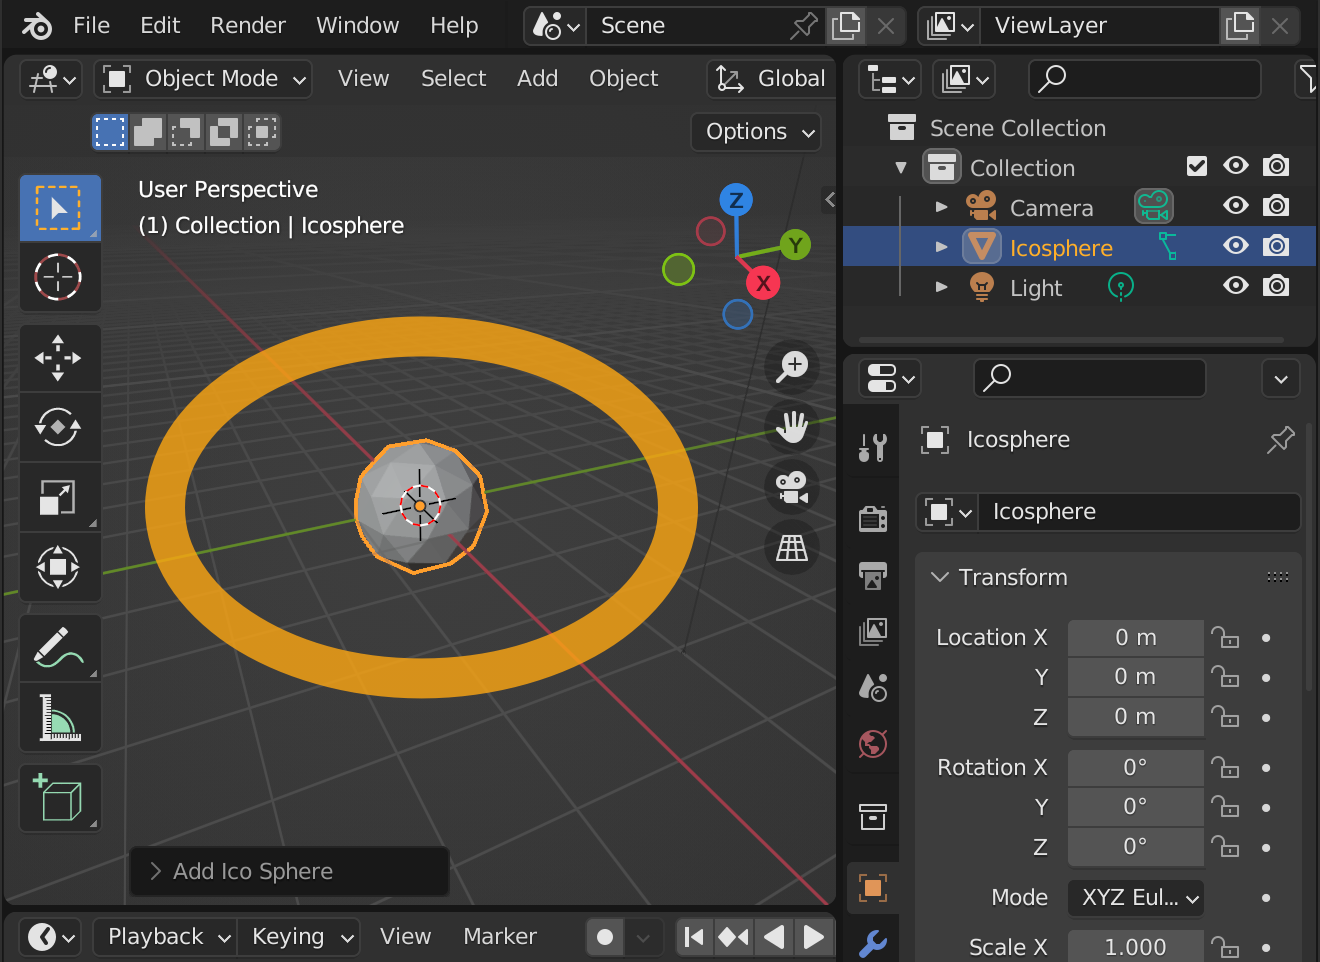 File Edit Render Window Help Scene ViewLayer
Object Mode View Select Add Object Global
Options
User Perspective
(1) Collection | Icosphere
Z
Y
X
Add Ico Sphere
Playback Keying View Marker
Scene Collection
Collection
Camera
Icosphere
Light
Icosphere
Icosphere
Transform
Location X 0 m
Y 0 m
Z 0 m
Rotation X 0°
Y 0°
Z 0°
Mode XYZ Eul...
Scale X 1.000